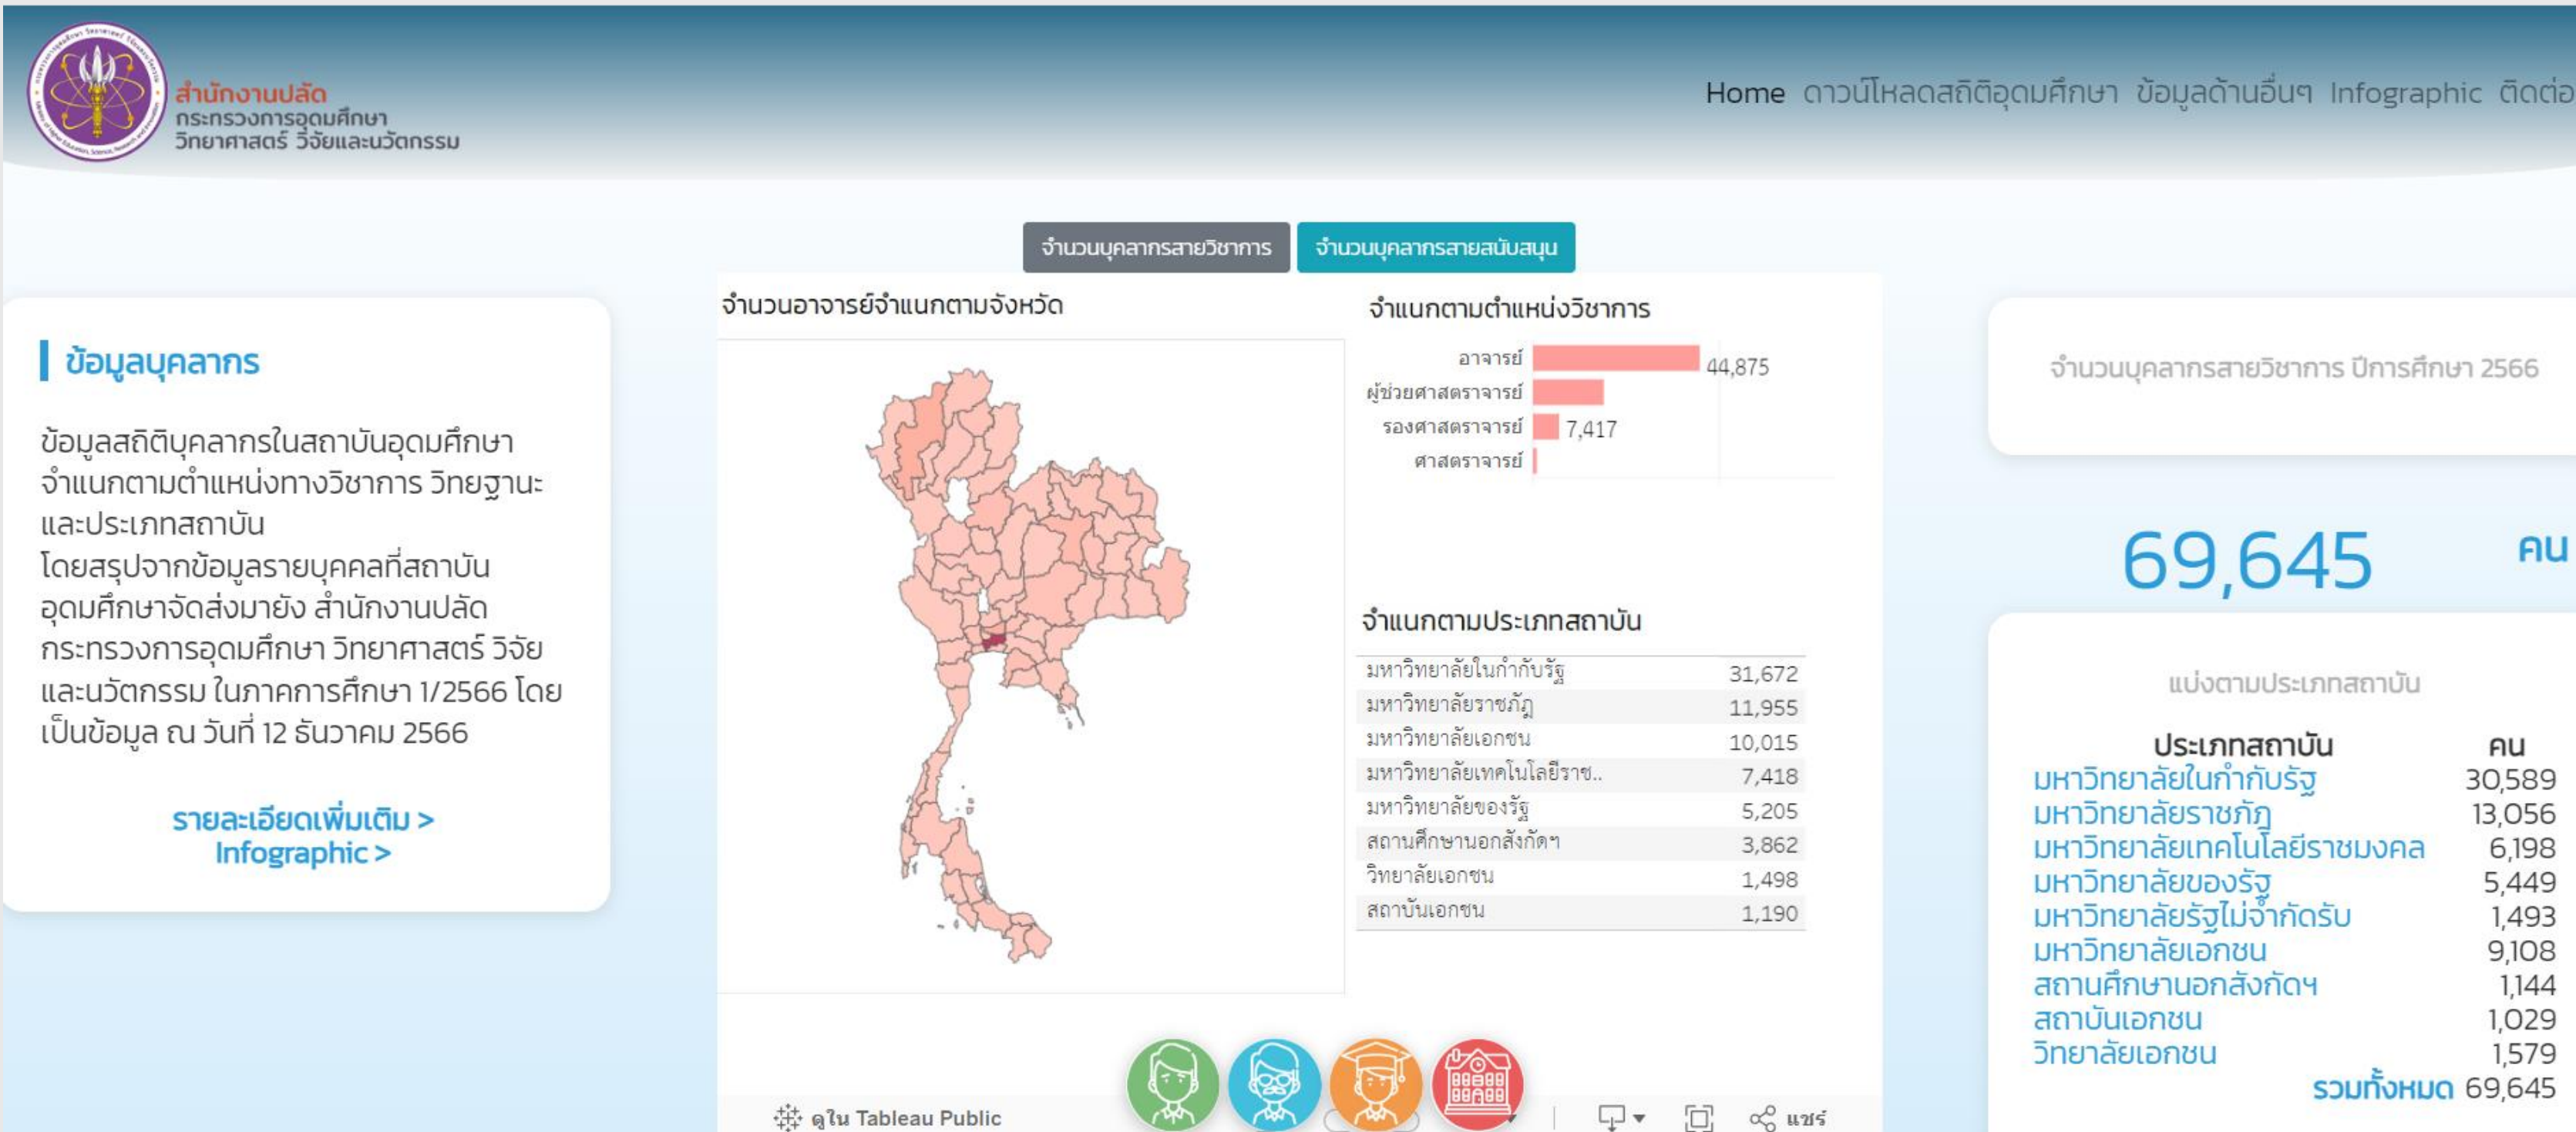 สำนักงานปลัด
กระทรวงการอุดมศึกษา
วิทยาศาสตร์ วิจัยและนวัตกรรม
Home ดาวน์โหลดสถิติอุดมศึกษา ข้อมูลด้านอื่นๆ Infographic ติดต่อ
จำนวนบุคลากรสายวิชาการ จำนวนบุคลากรสายสนับสนุน
ข้อมูลบุคลากร
ข้อมูลสถิติบุคลากรในสถาบันอุดมศึกษา
จำแนกตามตำแหน่งทางวิชาการ วิทยฐานะ
และประเภทสถาบัน
โดยสรุปจากข้อมูลรายบุคคลที่สถาบัน
อุดมศึกษาจัดส่งมายัง สำนักงานปลัด
กระทรวงการอุดมศึกษา วิทยาศาสตร์ วิจัย
และนวัตกรรม ในภาคการศึกษา 1/2566 โดย
เป็นข้อมูล ณ วันที่ 12 ธันวาคม 2566
รายละเอียดเพิ่มเติม >
Infographic >
จำนวนอาจารย์จำแนกตามจังหวัด
จำแนกตามตำแหน่งวิชาการ
อาจารย์ 44,875
ผู้ช่วยศาสตราจารย์
รองศาสตราจารย์ 7,417
ศาสตราจารย์
จำแนกตามประเภทสถาบัน
มหาวิทยาลัยในกำกับรัฐ 31,672
มหาวิทยาลัยราชภัฏ 11,955
มหาวิทยาลัยเอกชน 10,015
มหาวิทยาลัยเทคโนโลยีราช.. 7,418
มหาวิทยาลัยของรัฐ 5,205
สถานศึกษานอกสังกัดฯ 3,862
วิทยาลัยเอกชน 1,498
สถาบันเอกชน 1,190
ดูใน Tableau Public
แชร์
จำนวนบุคลากรสายวิชาการ ปีการศึกษา 2566
69,645 คน
แบ่งตามประเภทสถาบัน
ประเภทสถาบัน คน
มหาวิทยาลัยในกำกับรัฐ 30,589
มหาวิทยาลัยราชภัฏ 13,056
มหาวิทยาลัยเทคโนโลยีราชมงคล 6,198
มหาวิทยาลัยของรัฐ 5,449
มหาวิทยาลัยรัฐไม่จำกัดรับ 1,493
มหาวิทยาลัยเอกชน 9,108
สถานศึกษานอกสังกัดฯ 1,144
สถาบันเอกชน 1,029
วิทยาลัยเอกชน 1,579
รวมทั้งหมด 69,645